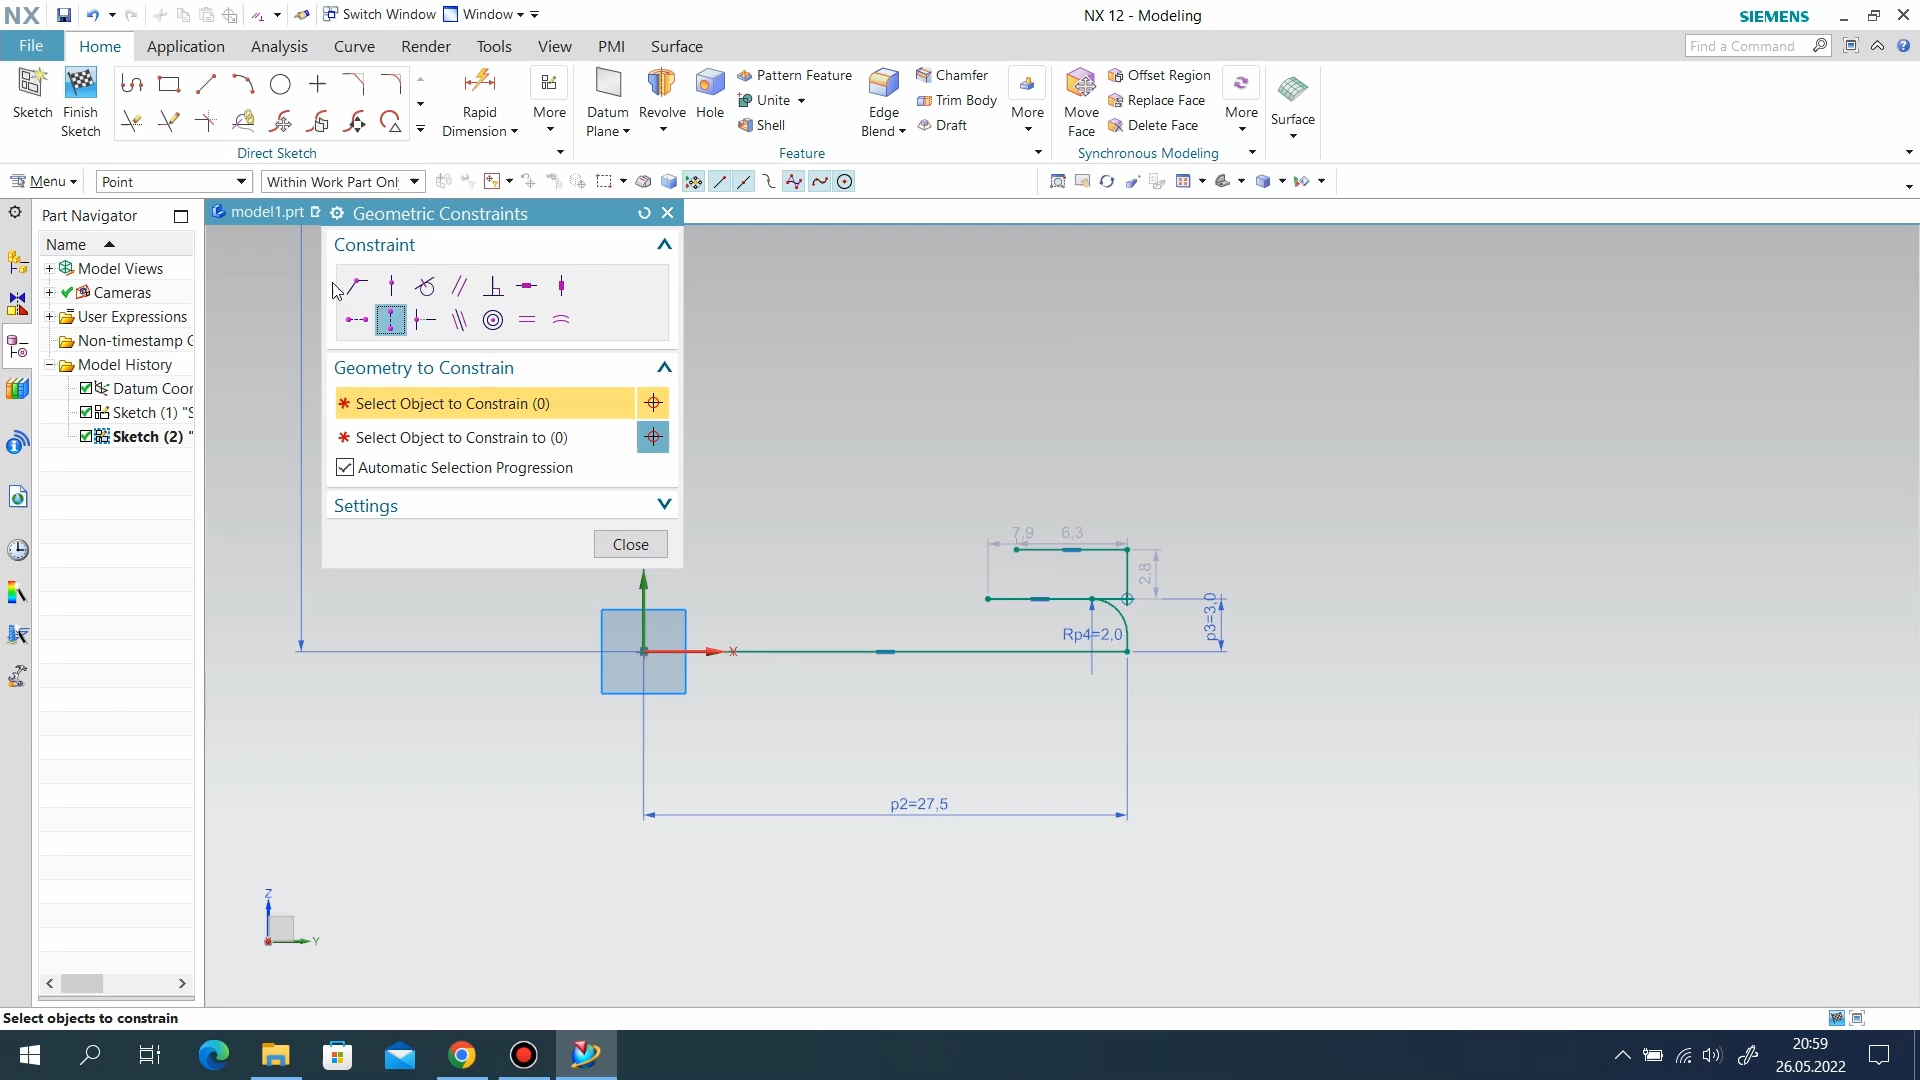 NX
Switch Window
Window
NX 12 - Modeling
SIEMENS
File
Home
Application
Analysis
Curve
Render
Tools
View
PMI
Surface
Find a Command
Sketch
Finish
Sketch
Rapid
Dimension
More
Direct Sketch
Datum
Plane
Revolve
Hole
Pattern Feature
Unite
Shell
Edge
Blend
Chamfer
Trim Body
Draft
More
Feature
Move
Face
Offset Region
Replace Face
Delete Face
More
Synchronous Modeling
Surface
Menu
Point
Within Work Part Onl
Part Navigator
Name
Model Views
Cameras
User Expressions
Non-timestamp G
Model History
Datum Coor
Sketch (1) "S
Sketch (2) "
model1.prt
Geometric Constraints
Constraint
Geometry to Constrain
* Select Object to Constrain (0)
* Select Object to Constrain to (0)
Automatic Selection Progression
Settings
Close
7,9
6,3
2,8
Rp4=2,0
p3=3,0
X
p2=27,5
Z
Y
Select objects to constrain
20:59
26.05.2022